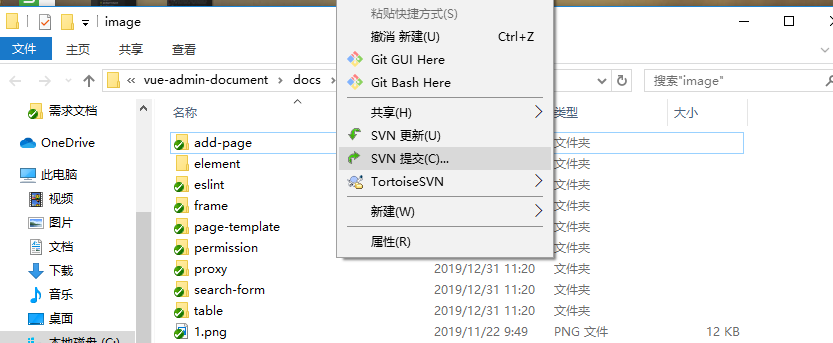 image
文件
主页
共享
查看
« vue-admin-document › docs ›
搜索"image"
需求文档
OneDrive
此电脑
视频
图片
文档
下载
音乐
桌面
本地磁盘 (C:)
名称
类型
大小
add-page
文件夹
element
文件夹
eslint
文件夹
frame
文件夹
page-template
文件夹
permission
文件夹
proxy
2019/12/31 11:20
文件夹
search-form
2019/12/31 11:20
文件夹
table
2019/12/31 11:20
文件夹
1.png
2019/11/22 9:49
PNG 文件
12 KB
粘贴快捷方式(S)
撤消 新建(U)
Ctrl+Z
Git GUI Here
Git Bash Here
共享(H)
SVN 更新(U)
SVN 提交(C)...
TortoiseSVN
新建(W)
属性(R)